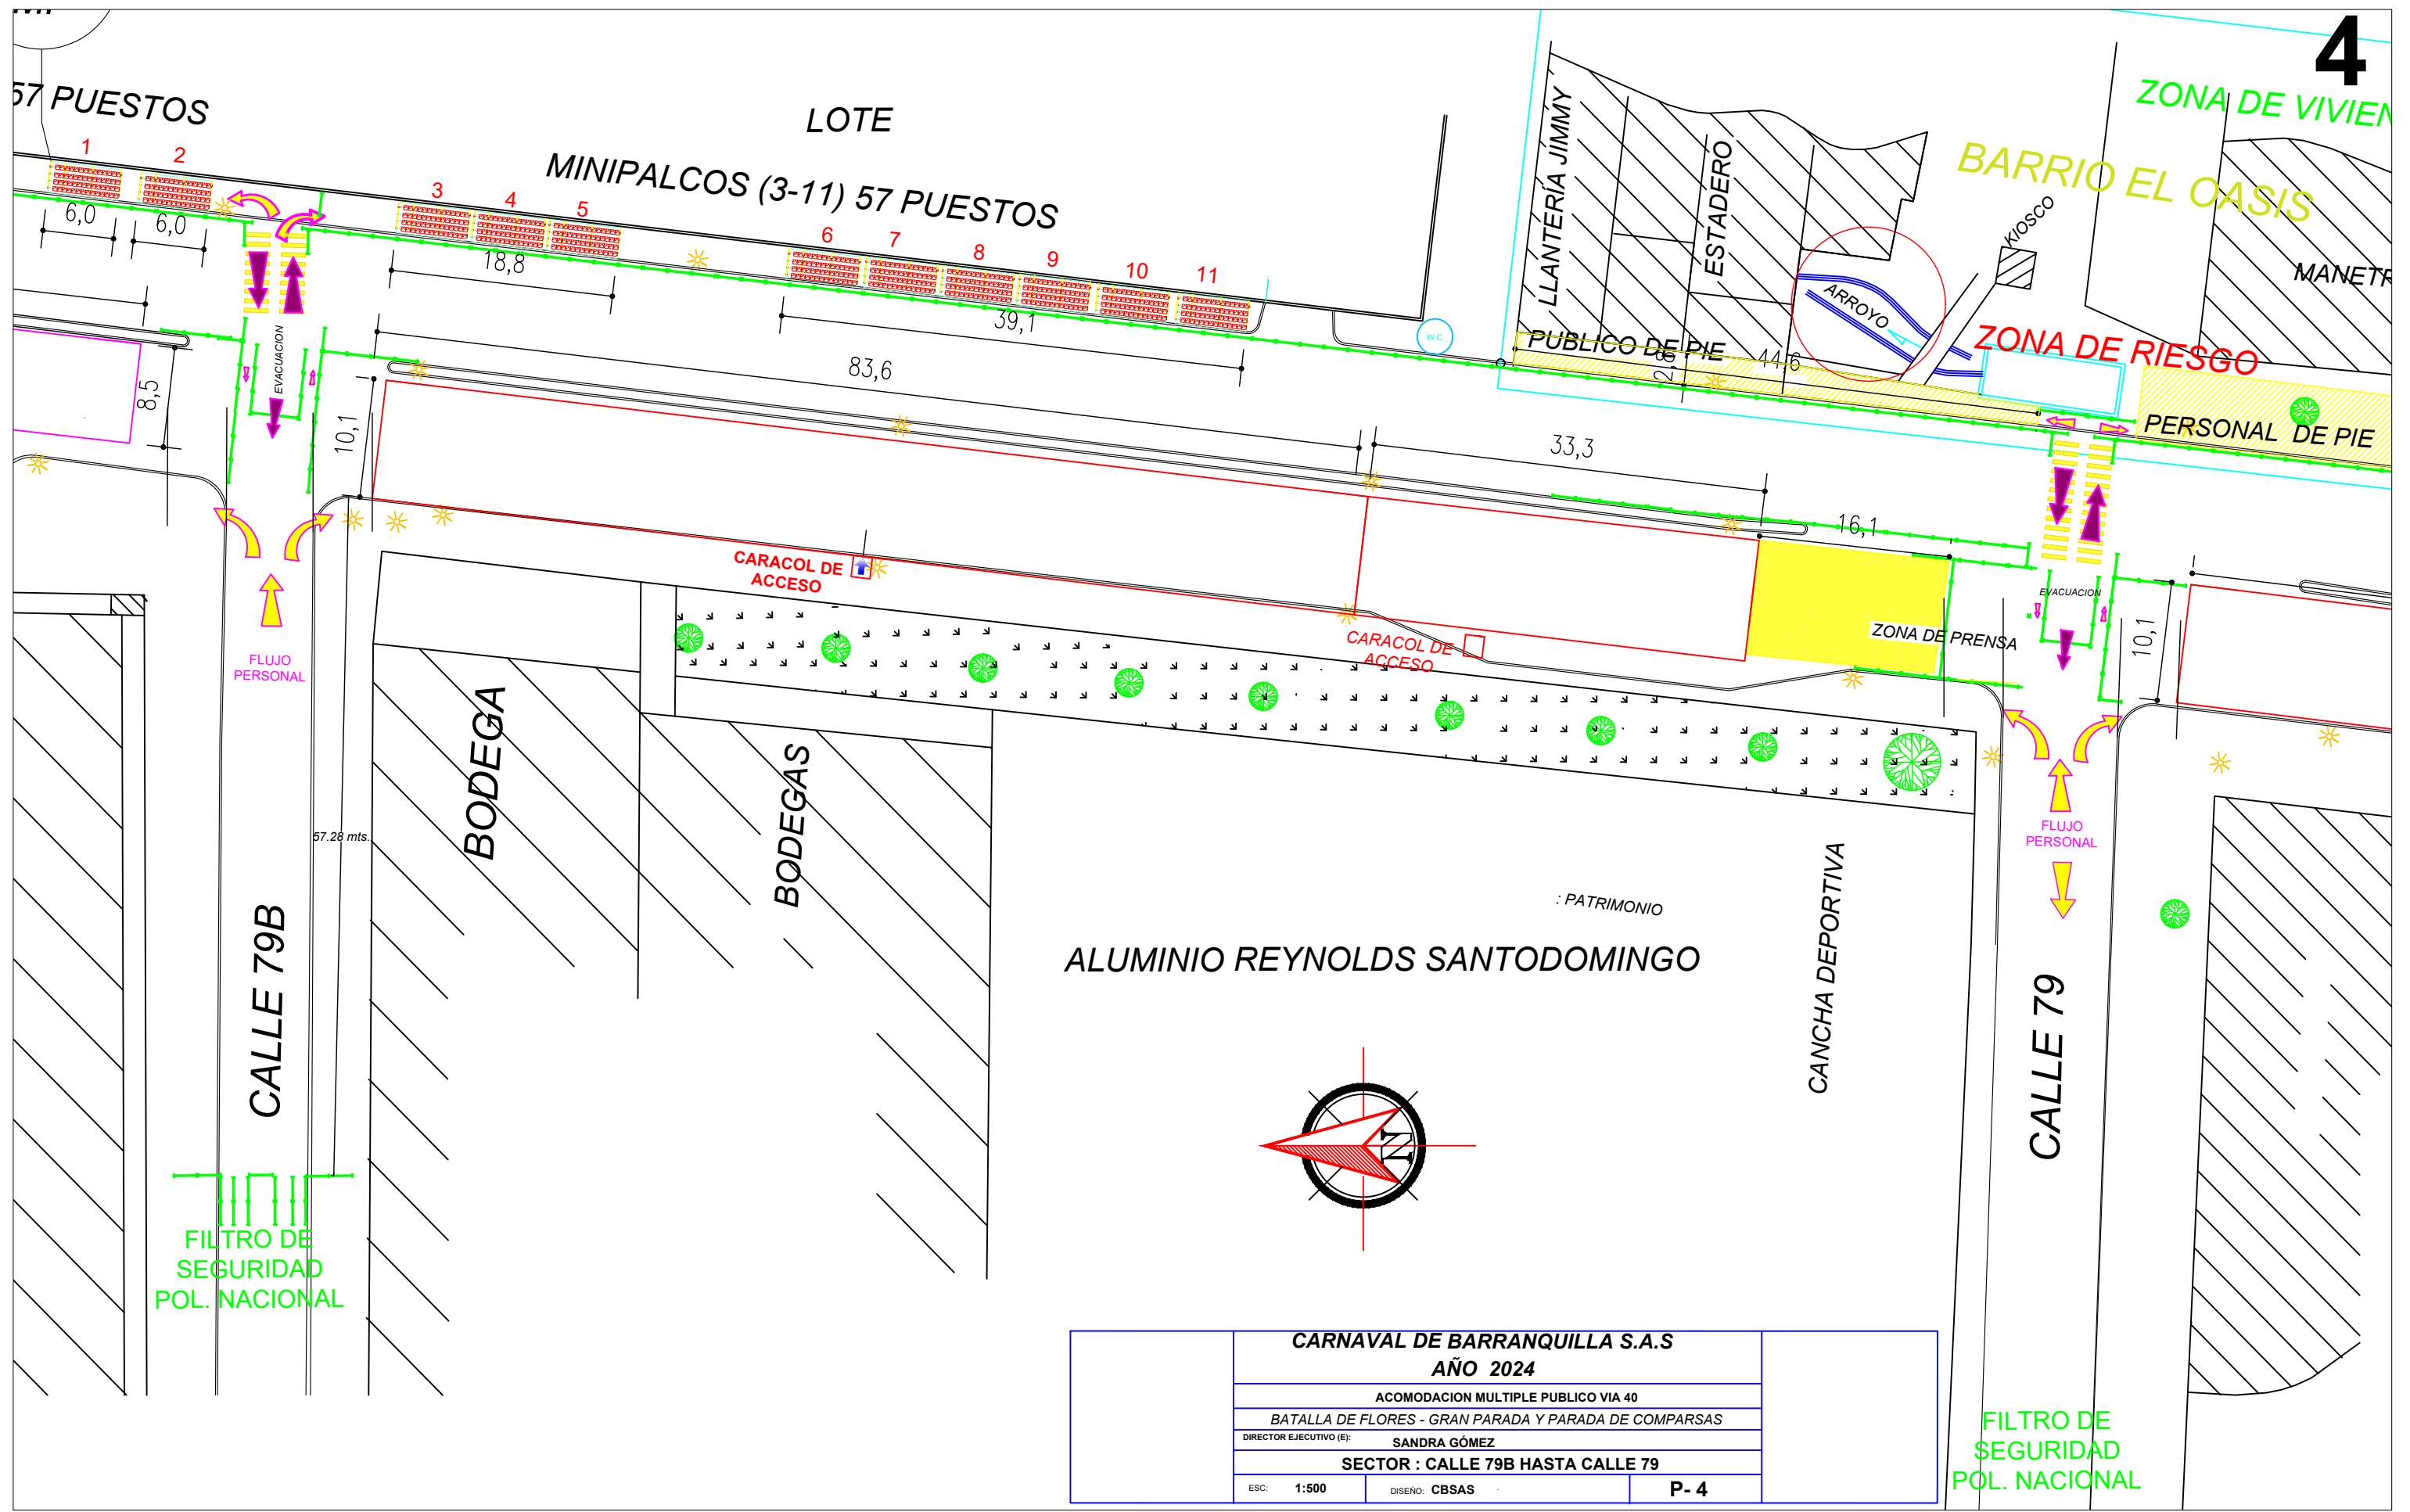 4
57 PUESTOS
LOTE
MINIPALCOS (3-11) 57 PUESTOS
1
2
3
4
5
6
7
8
9
10
11
6,0
6,0
18,8
39,1
83,6
8,5
10,1
33,3
16,1
2,8
44,6
10,1
W.C
LLANTERÍA JIMMY
ESTADERO
ARROYO
KIOSCO
BARRIO EL OASIS
ZONA DE RIESGO
PUBLICO DE PIE
PERSONAL DE PIE
EVACUACION
EVACUACION
CARACOL DE
ACCESO
CARACOL DE
ACCESO
ZONA DE PRENSA
FLUJO
PERSONAL
FLUJO
PERSONAL
BODEGA
BODEGAS
57.28 mts.
CALLE 79B
: PATRIMONIO
ALUMINIO REYNOLDS SANTODOMINGO
CANCHA DEPORTIVA
CALLE 79
N
FILTRO DE
SEGURIDAD
POL. NACIONAL
FILTRO DE
SEGURIDAD
POL. NACIONAL
CARNAVAL DE BARRANQUILLA S.A.S
AÑO 2024
ACOMODACION MULTIPLE PUBLICO VIA 40
BATALLA DE FLORES - GRAN PARADA Y PARADA DE COMPARSAS
DIRECTOR EJECUTIVO (E): SANDRA GÓMEZ
SECTOR : CALLE 79B HASTA CALLE 79
ESC: 1:500 DISEÑO: CBSAS P- 4
ZONA DE